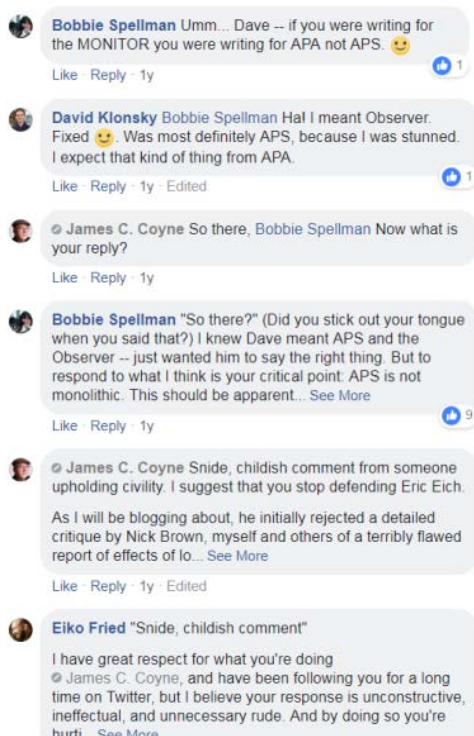 Bobbie Spellman Umm... Dave -- if you were writing for
the MONITOR you were writing for APA not APS. 🙂
1
Like · Reply · 1y
David Klonsky Bobbie Spellman Ha! I meant Observer.
Fixed 🙂. Was most definitely APS, because I was stunned.
I expect that kind of thing from APA.
1
Like · Reply · 1y · Edited
James C. Coyne So there, Bobbie Spellman Now what is
your reply?
Like · Reply · 1y
Bobbie Spellman "So there?" (Did you stick out your tongue
when you said that?) I knew Dave meant APS and the
Observer -- just wanted him to say the right thing. But to
respond to what I think is your critical point: APS is not
monolithic. This should be apparent... See More
9
Like · Reply · 1y
James C. Coyne Snide, childish comment from someone
upholding civility. I suggest that you stop defending Eric Eich.
As I will be blogging about, he initially rejected a detailed
critique by Nick Brown, myself and others of a terribly flawed
report of effects of lo... See More
Like · Reply · 1y · Edited
Eiko Fried "Snide, childish comment"
I have great respect for what you're doing
James C. Coyne, and have been following you for a long
time on Twitter, but I believe your response is unconstructive,
ineffectual, and unnecessary rude. And by doing so you're
hurti... See More